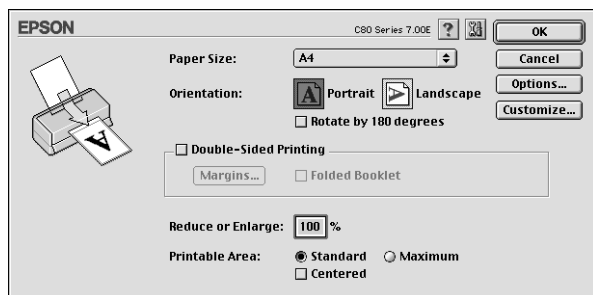 EPSON
C80 Series 7.00E
?
OK
Paper Size: A4
Cancel
Orientation: A Portrait A Landscape
Options...
Rotate by 180 degrees
Customize...
Double-Sided Printing
Margins... Folded Booklet
Reduce or Enlarge: 100 %
Printable Area: Standard Maximum
Centered
A